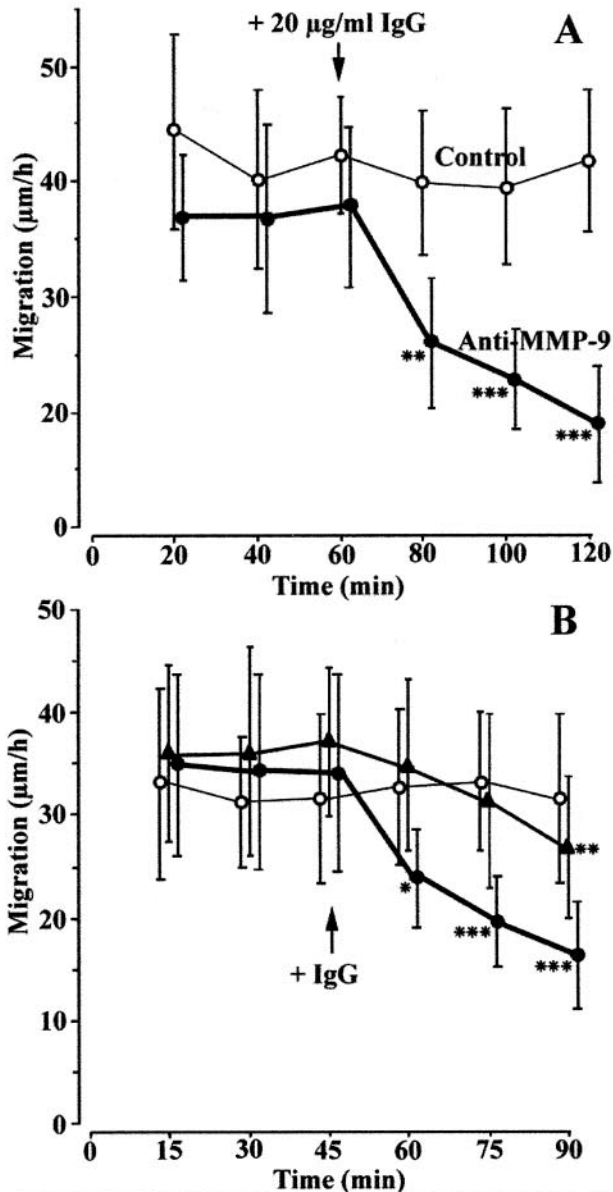 + 20 µg/ml IgG
A
50
40
30
20
10
0
Migration (µm/h)
Control
Anti-MMP-9
**
***
***
0 20 40 60 80 100 120
Time (min)
B
50
40
30
20
10
0
Migration (µm/h)
**
*
***
***
+ IgG
0 15 30 45 60 75 90
Time (min)